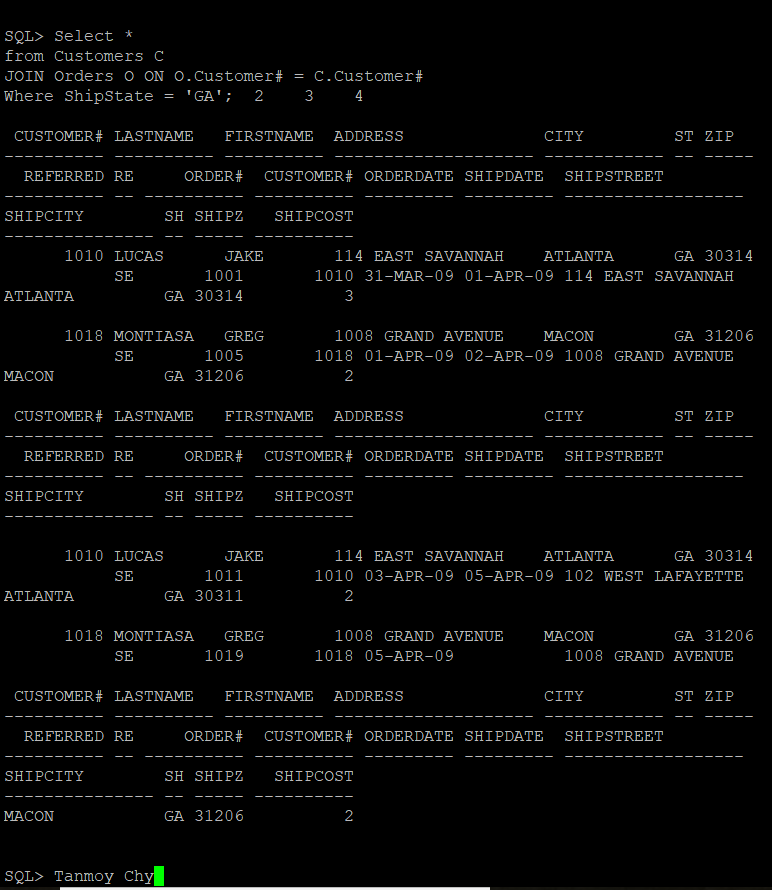 SQL> Select *
from Customers C
JOIN Orders O ON O.Customer# = C.Customer#
Where ShipState = 'GA';  2    3    4
 CUSTOMER# LASTNAME   FIRSTNAME  ADDRESS              CITY         ST ZIP
---------- ---------- ---------- -------------------- ------------ -- -----
  REFERRED RE     ORDER#  CUSTOMER# ORDERDATE SHIPDATE  SHIPSTREET
---------- -- ---------- ---------- --------- --------- ------------------
SHIPCITY        SH SHIPZ   SHIPCOST
--------------- -- ----- ----------
      1010 LUCAS      JAKE       114 EAST SAVANNAH    ATLANTA      GA 30314
           SE       1001       1010 31-MAR-09 01-APR-09 114 EAST SAVANNAH
ATLANTA         GA 30314          3
      1018 MONTIASA   GREG       1008 GRAND AVENUE    MACON        GA 31206
           SE       1005       1018 01-APR-09 02-APR-09 1008 GRAND AVENUE
MACON           GA 31206          2
 CUSTOMER# LASTNAME   FIRSTNAME  ADDRESS              CITY         ST ZIP
---------- ---------- ---------- -------------------- ------------ -- -----
  REFERRED RE     ORDER#  CUSTOMER# ORDERDATE SHIPDATE  SHIPSTREET
---------- -- ---------- ---------- --------- --------- ------------------
SHIPCITY        SH SHIPZ   SHIPCOST
--------------- -- ----- ----------
      1010 LUCAS      JAKE       114 EAST SAVANNAH    ATLANTA      GA 30314
           SE       1011       1010 03-APR-09 05-APR-09 102 WEST LAFAYETTE
ATLANTA         GA 30311          2
      1018 MONTIASA   GREG       1008 GRAND AVENUE    MACON        GA 31206
           SE       1019       1018 05-APR-09           1008 GRAND AVENUE
 CUSTOMER# LASTNAME   FIRSTNAME  ADDRESS              CITY         ST ZIP
---------- ---------- ---------- -------------------- ------------ -- -----
  REFERRED RE     ORDER#  CUSTOMER# ORDERDATE SHIPDATE  SHIPSTREET
---------- -- ---------- ---------- --------- --------- ------------------
SHIPCITY        SH SHIPZ   SHIPCOST
--------------- -- ----- ----------
MACON           GA 31206          2
SQL> Tanmoy Chy